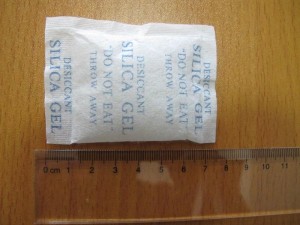 DESICCANT
SILICA GEL
"DO NOT EAT"
THROW AWAY
DESICCANT
SILICA GEL
"DO NOT EAT"
THROW AWAY
DESICCANT
SILICA GEL
0 cm 1 2 3 4 5 6 7 8 9 10 11